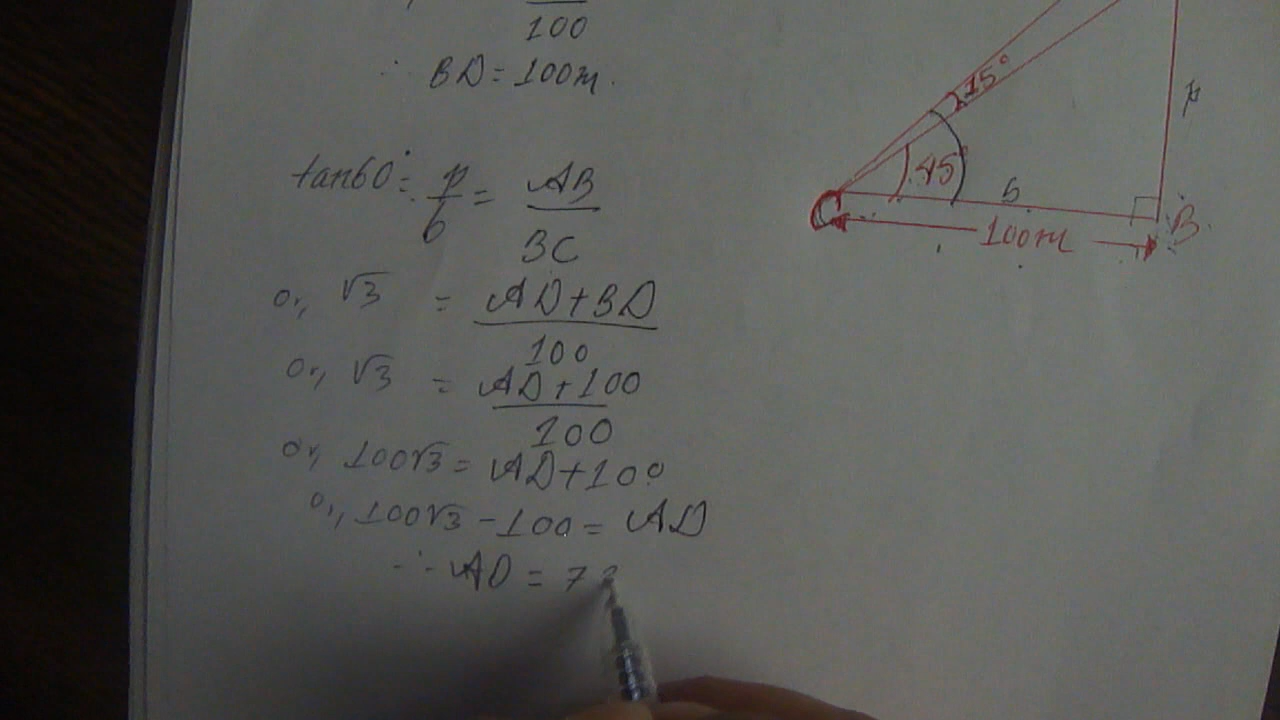 100
∴ BD = 100m.
tan60° = p/b = AB/BC
or, √3 = AD+BD/100
or, √3 = AD+100/100
or, 100√3 = AD+100
or, 100√3 - 100 = AD
∴ AD = 73
15°
p
45°
b
C
B
100m